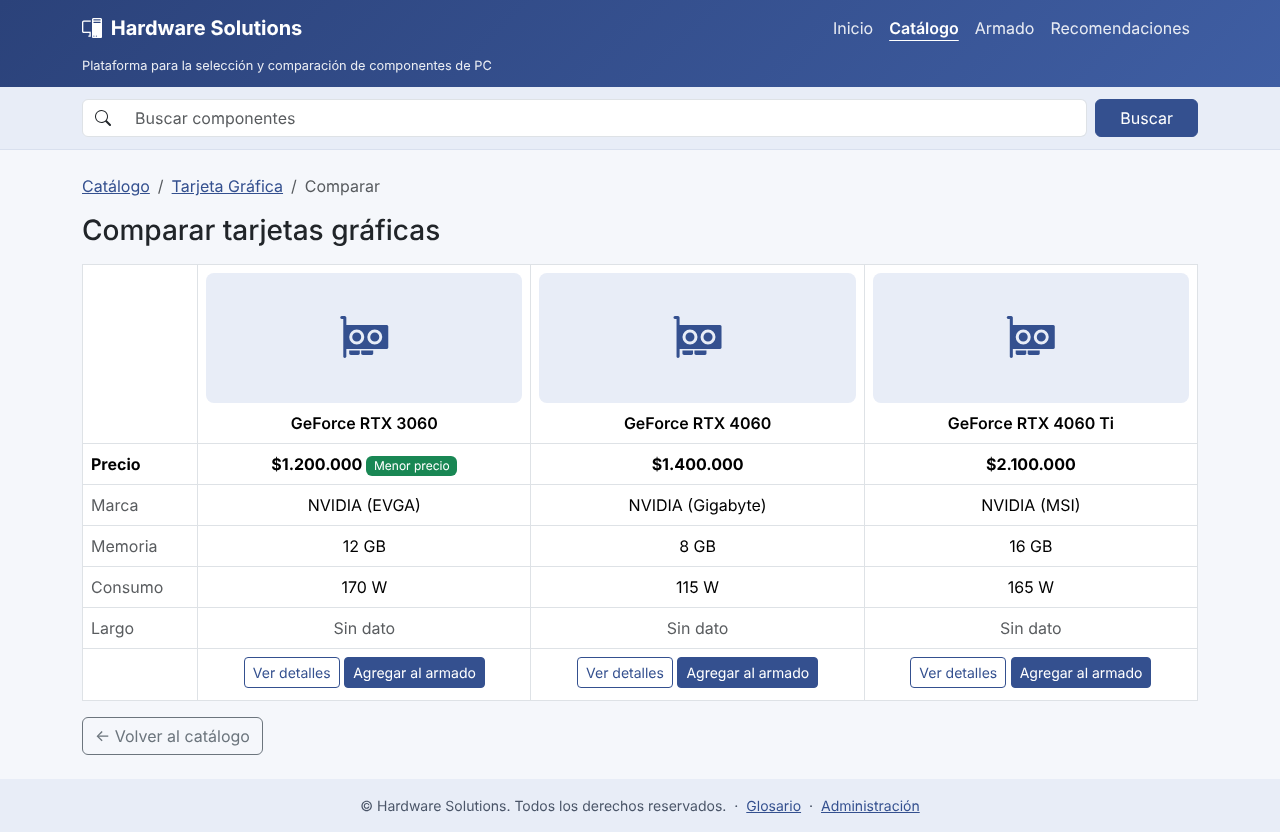 Hardware Solutions
Inicio Catálogo Armado Recomendaciones
Plataforma para la selección y comparación de componentes de PC
Buscar componentes Buscar
Catálogo / Tarjeta Gráfica / Comparar
Comparar tarjetas gráficas
GeForce RTX 3060 GeForce RTX 4060 GeForce RTX 4060 Ti
Precio $1.200.000 Menor precio $1.400.000 $2.100.000
Marca NVIDIA (EVGA) NVIDIA (Gigabyte) NVIDIA (MSI)
Memoria 12 GB 8 GB 16 GB
Consumo 170 W 115 W 165 W
Largo Sin dato Sin dato Sin dato
Ver detalles Agregar al armado Ver detalles Agregar al armado Ver detalles Agregar al armado
← Volver al catálogo
© Hardware Solutions. Todos los derechos reservados. · Glosario · Administración